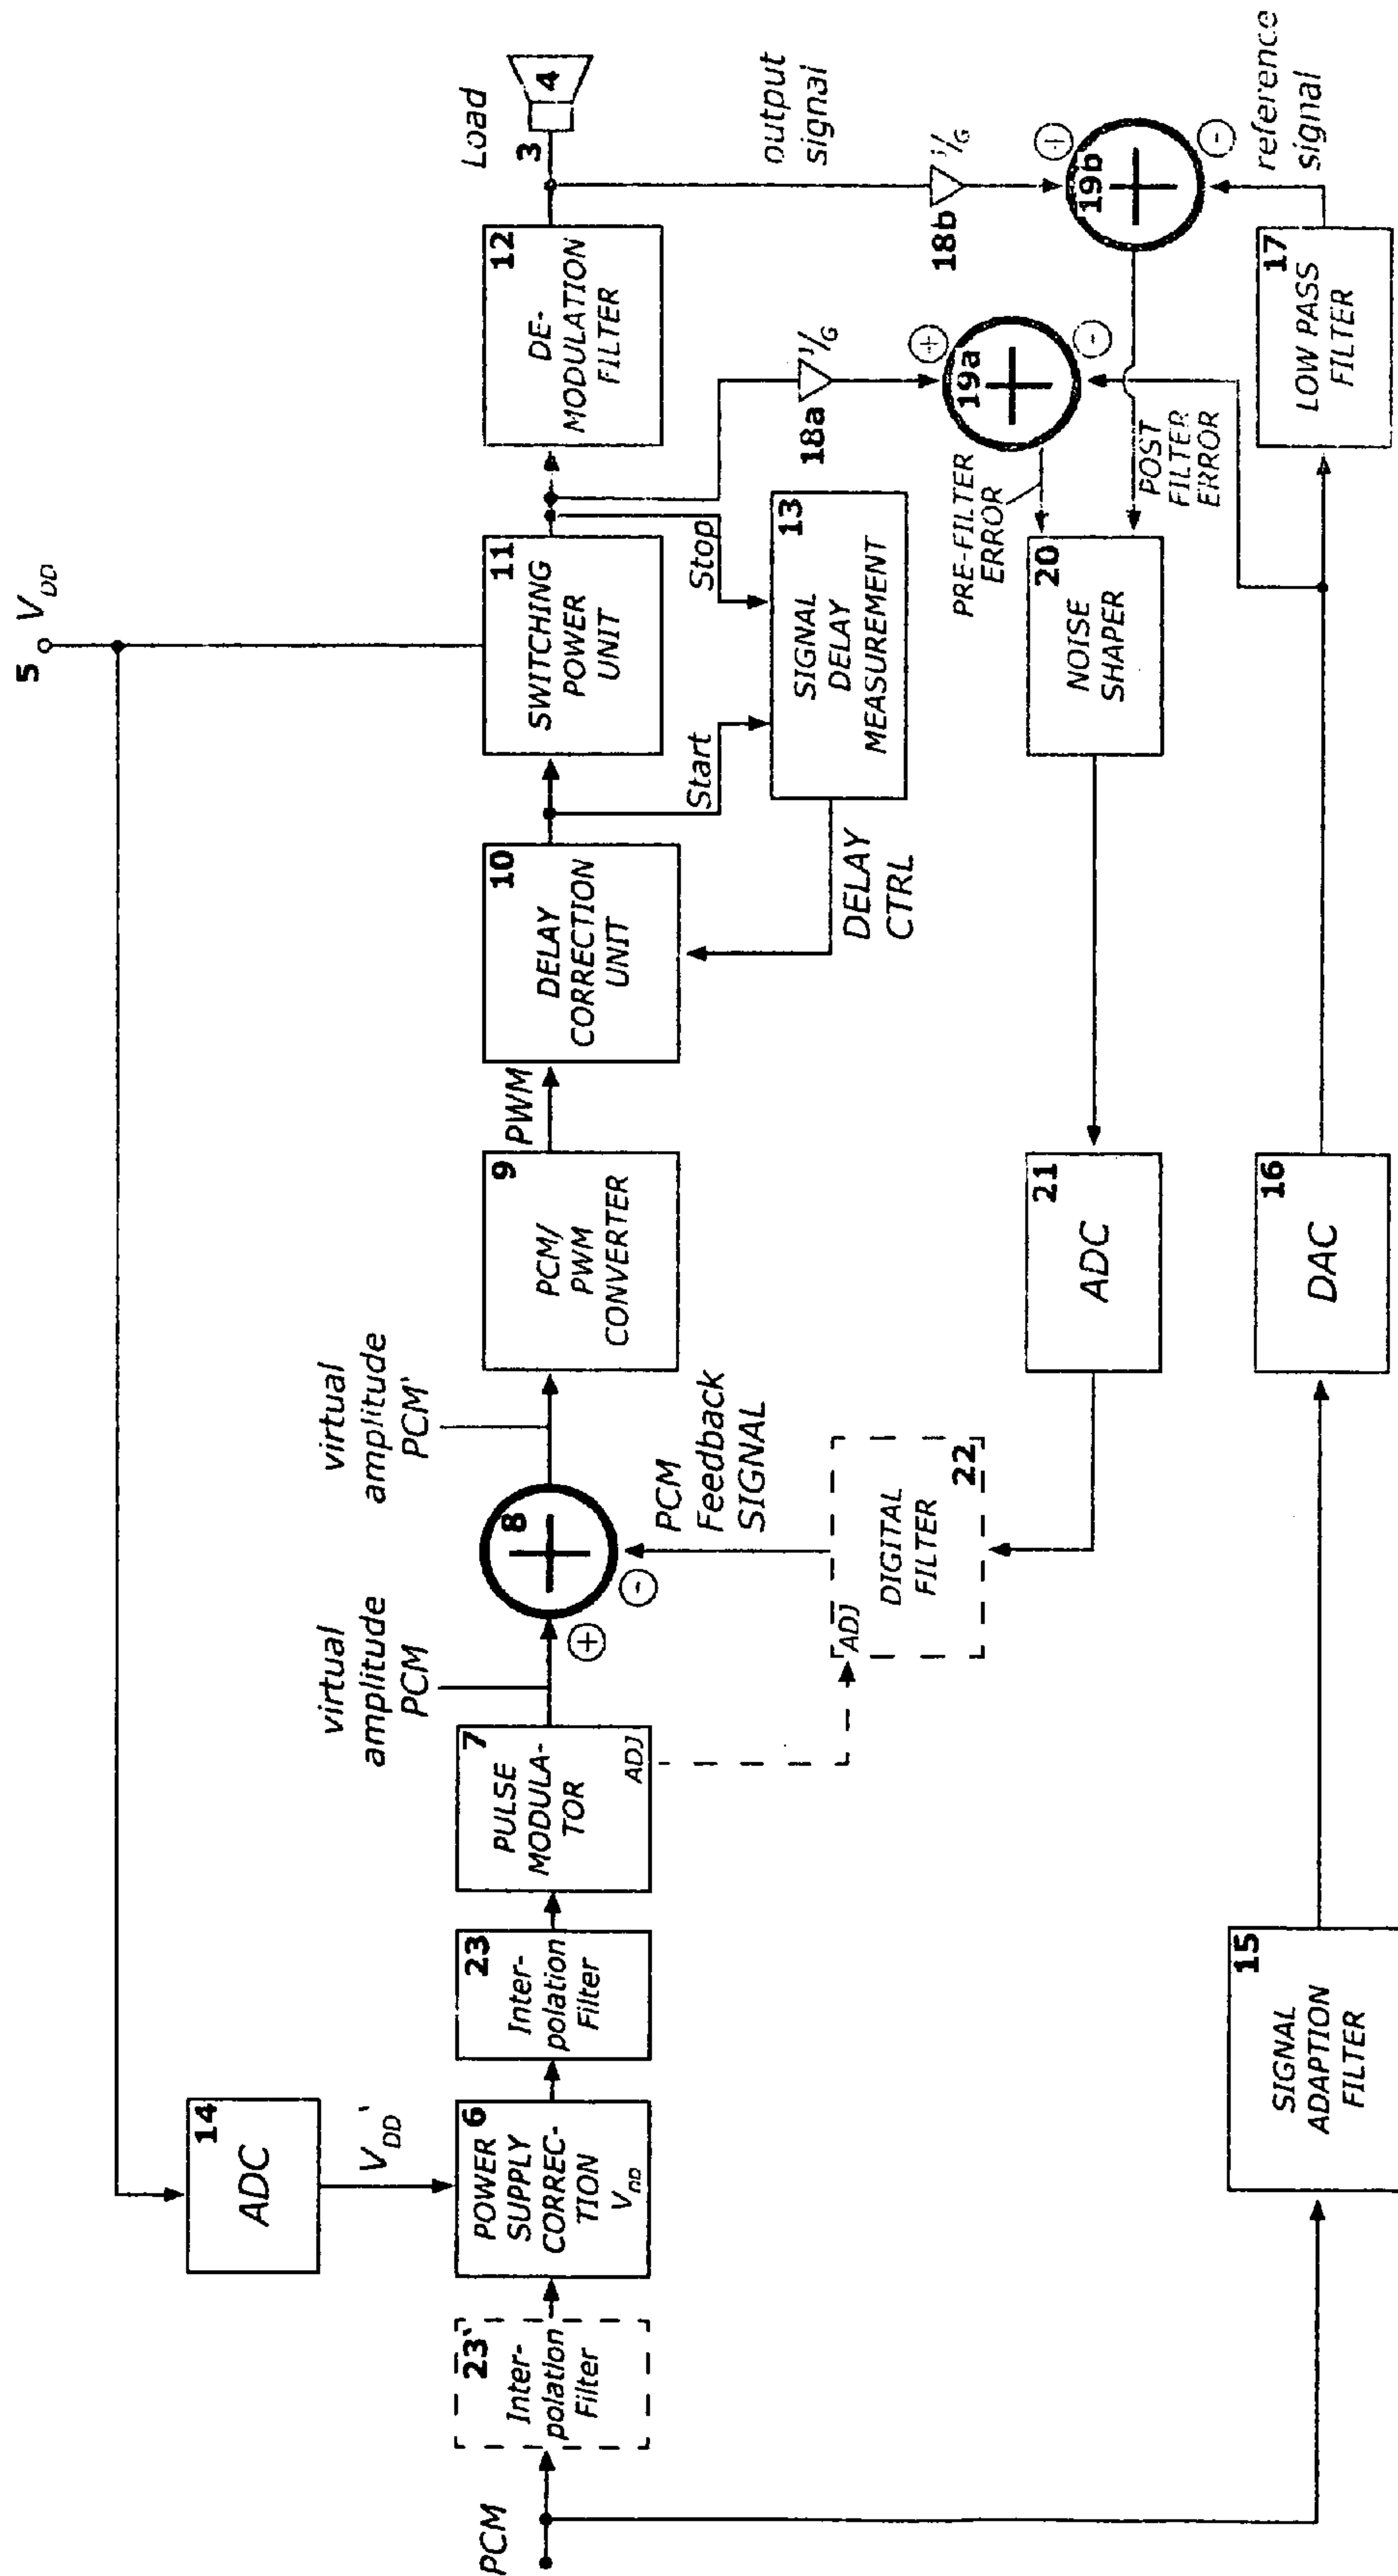 5
V_DD
14
ADC
V_DD'
PCM
23'
Inter-
polation
Filter
6
POWER
SUPPLY
CORREC-
TION
V_DD
23
Inter-
polation
Filter
7
PULSE
MODULA-
TOR
ADJ
virtual
amplitude
PCM
+
-
8
virtual
amplitude
PCM'
9
PCM/
PWM
CONVERTER
PWM
10
DELAY
CORRECTION
UNIT
11
SWITCHING
POWER
UNIT
12
DE-
MODULATION
FILTER
Load
3
4
Start
Stop
13
SIGNAL
DELAY
MEASUREMENT
DELAY
CTRL
18a
1/G
18b
1/G
output
signal
+
19a
-
+
19b
-
PRE-FILTER
ERROR
POST
FILTER
ERROR
reference
signal
PCM
Feedback
SIGNAL
ADJ
DIGITAL
FILTER
22
21
ADC
20
NOISE
SHAPER
15
SIGNAL
ADAPTION
FILTER
16
DAC
17
LOW PASS
FILTER